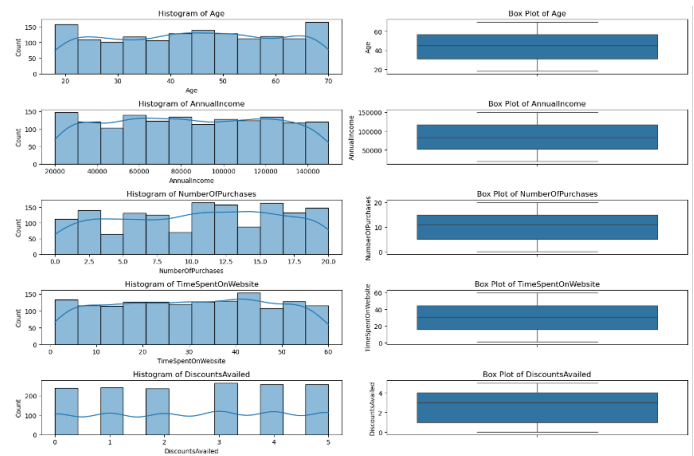 Histogram of Age
150
100
50
0
Count
20 30 40 50 60 70
Age
Box Plot of Age
60
40
20
Age
Histogram of AnnualIncome
150
100
50
0
Count
20000 40000 60000 80000 100000 120000 140000
AnnualIncome
Box Plot of AnnualIncome
150000
100000
50000
AnnualIncome
Histogram of NumberOfPurchases
150
100
50
0
Count
0.0 2.5 5.0 7.5 10.0 12.5 15.0 17.5 20.0
NumberOfPurchases
Box Plot of NumberOfPurchases
20
10
0
NumberOfPurchases
Histogram of TimeSpentOnWebsite
150
100
50
0
Count
0 10 20 30 40 50 60
TimeSpentOnWebsite
Box Plot of TimeSpentOnWebsite
60
40
20
0
TimeSpentOnWebsite
Histogram of DiscountsAvailed
200
100
0
Count
0 1 2 3 4 5
DiscountsAvailed
Box Plot of DiscountsAvailed
4
2
0
DiscountsAvailed